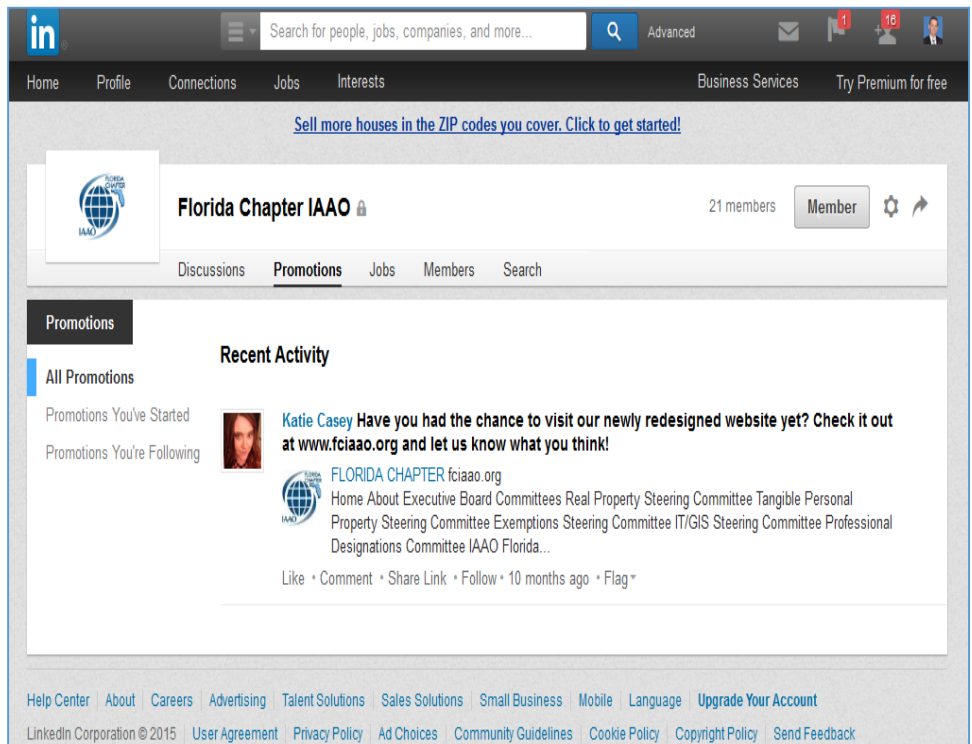 in
Search for people, jobs, companies, and more...
Advanced
1
16
Home Profile Connections Jobs Interests Business Services Try Premium for free
Sell more houses in the ZIP codes you cover. Click to get started!
FLORIDA
CHAPTER
IAAO
Florida Chapter IAAO
21 members
Member
Discussions Promotions Jobs Members Search
Promotions
All Promotions
Promotions You've Started
Promotions You're Following
Recent Activity
Katie Casey Have you had the chance to visit our newly redesigned website yet? Check it out
at www.fciaao.org and let us know what you think!
FLORIDA
CHAPTER
IAAO
FLORIDA CHAPTER fciaao.org
Home About Executive Board Committees Real Property Steering Committee Tangible Personal
Property Steering Committee Exemptions Steering Committee IT/GIS Steering Committee Professional
Designations Committee IAAO Florida...
Like • Comment • Share Link • Follow • 10 months ago • Flag
Help Center About Careers Advertising Talent Solutions Sales Solutions Small Business Mobile Language Upgrade Your Account
LinkedIn Corporation © 2015 User Agreement Privacy Policy Ad Choices Community Guidelines Cookie Policy Copyright Policy Send Feedback